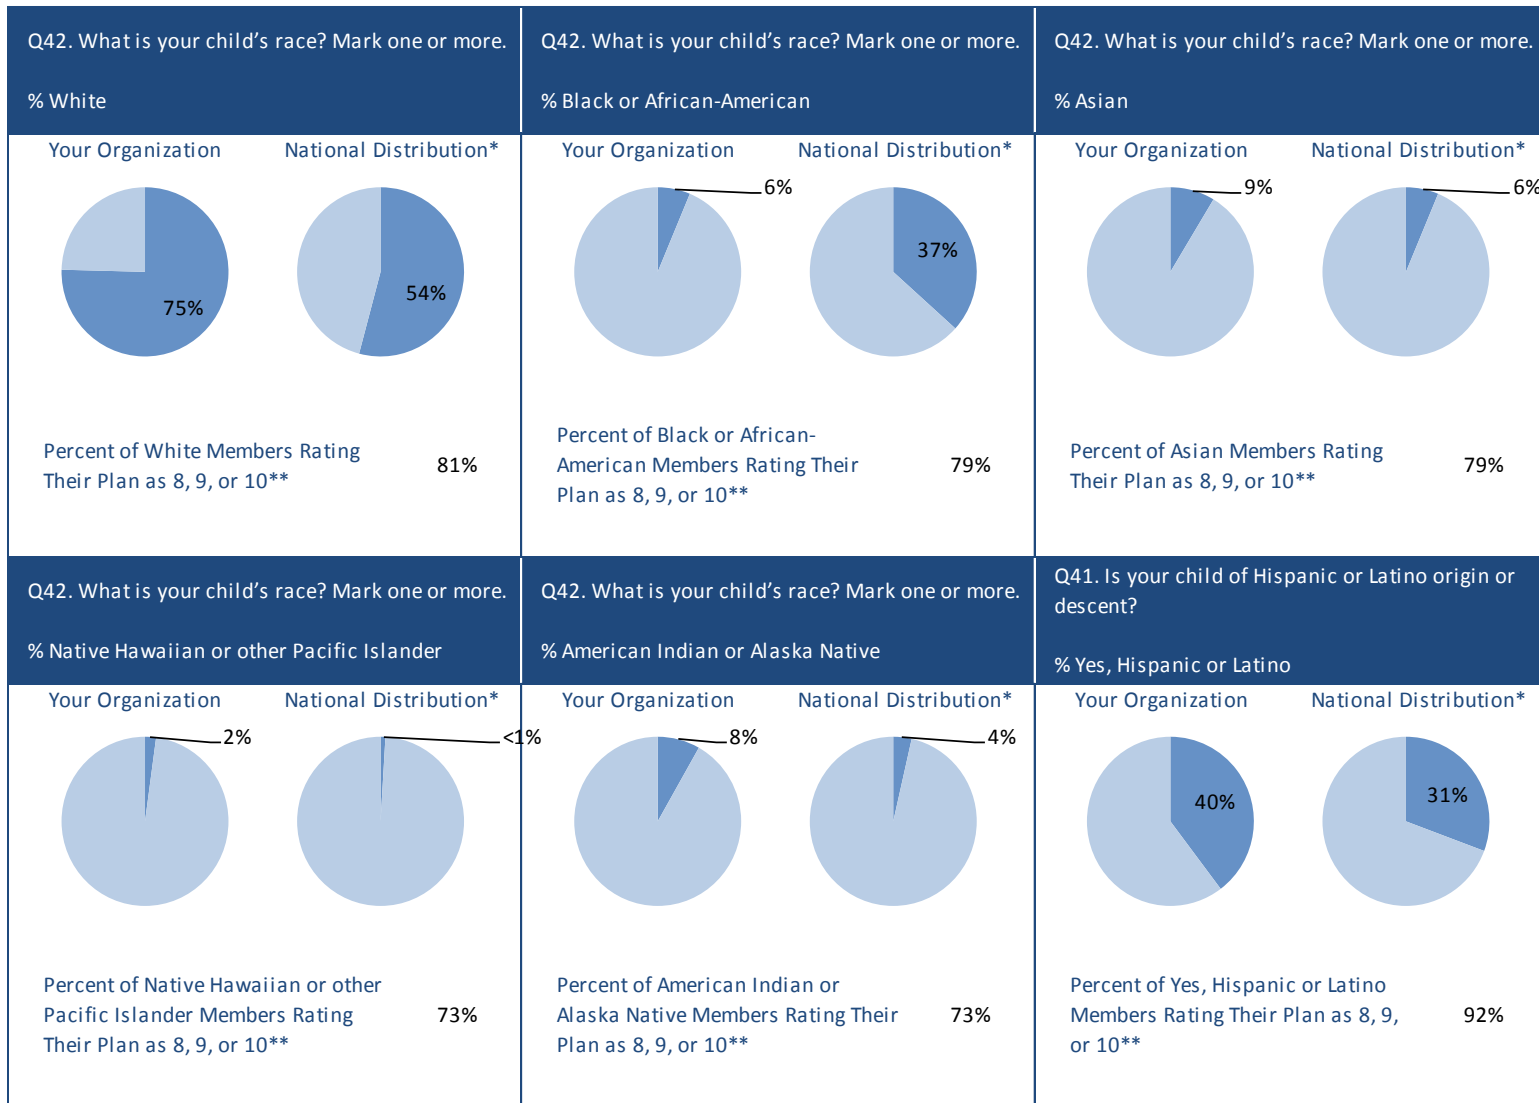 Q42. What is your child’s race? Mark one or more.
% White
Your Organization
National Distribution*
75%
54%
Percent of White Members Rating
Their Plan as 8, 9, or 10**
81%
Q42. What is your child’s race? Mark one or more.
% Black or African-American
Your Organization
National Distribution*
6%
37%
Percent of Black or African-
American Members Rating Their
Plan as 8, 9, or 10**
79%
Q42. What is your child’s race? Mark one or more.
% Asian
Your Organization
National Distribution*
9%
6%
Percent of Asian Members Rating
Their Plan as 8, 9, or 10**
79%
Q42. What is your child’s race? Mark one or more.
% Native Hawaiian or other Pacific Islander
Your Organization
National Distribution*
2%
<1%
Percent of Native Hawaiian or other
Pacific Islander Members Rating
Their Plan as 8, 9, or 10**
73%
Q42. What is your child’s race? Mark one or more.
% American Indian or Alaska Native
Your Organization
National Distribution*
8%
4%
Percent of American Indian or
Alaska Native Members Rating Their
Plan as 8, 9, or 10**
73%
Q41. Is your child of Hispanic or Latino origin or
descent?
% Yes, Hispanic or Latino
Your Organization
National Distribution*
40%
31%
Percent of Yes, Hispanic or Latino
Members Rating Their Plan as 8, 9,
or 10**
92%